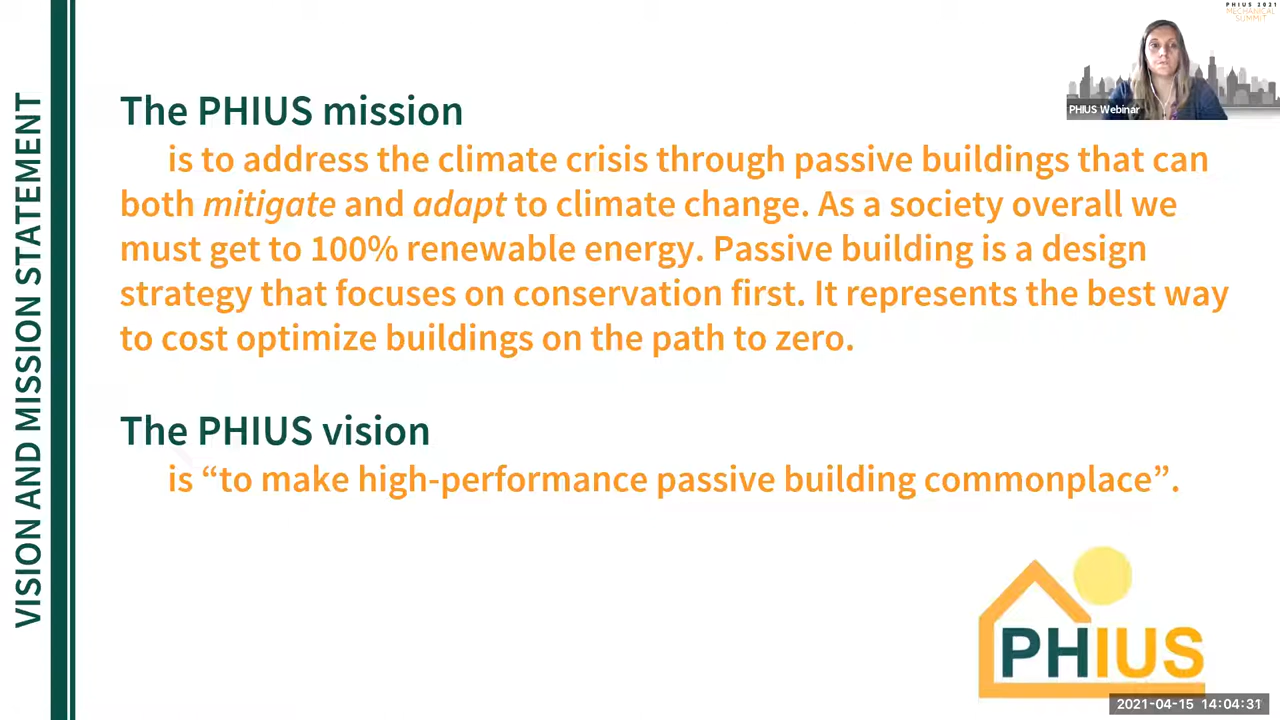 VISION AND MISSION STATEMENT
PHIUS 2021
MECHANICAL
SUMMIT
PHIUS Webinar
The PHIUS mission
is to address the climate crisis through passive buildings that can
both mitigate and adapt to climate change. As a society overall we
must get to 100% renewable energy. Passive building is a design
strategy that focuses on conservation first. It represents the best way
to cost optimize buildings on the path to zero.
The PHIUS vision
is “to make high-performance passive building commonplace”.
PHIUS
2021-04-15 14:04:31